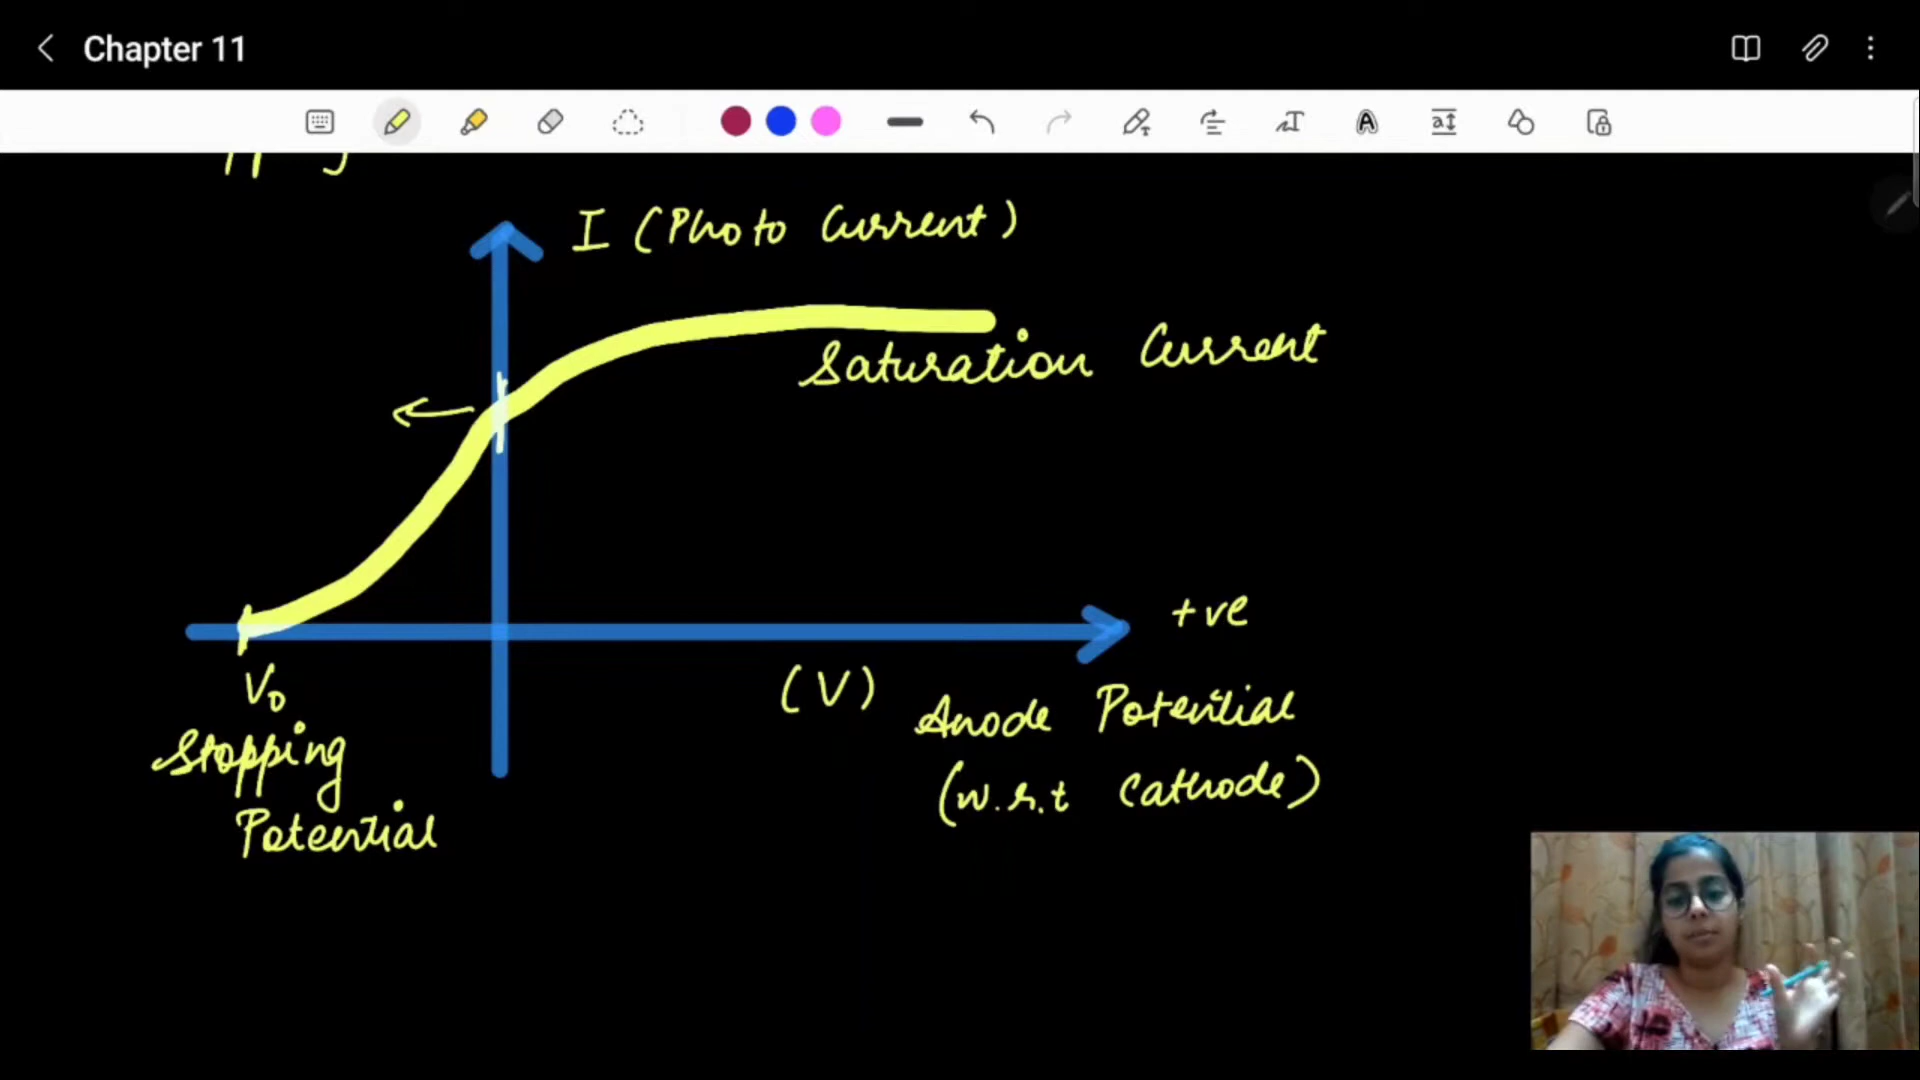 Chapter 11
I (Photo Current)
Saturation Current
+ve
V0
(V) Anode Potential
Stopping
(w.r.t Cathode)
Potential